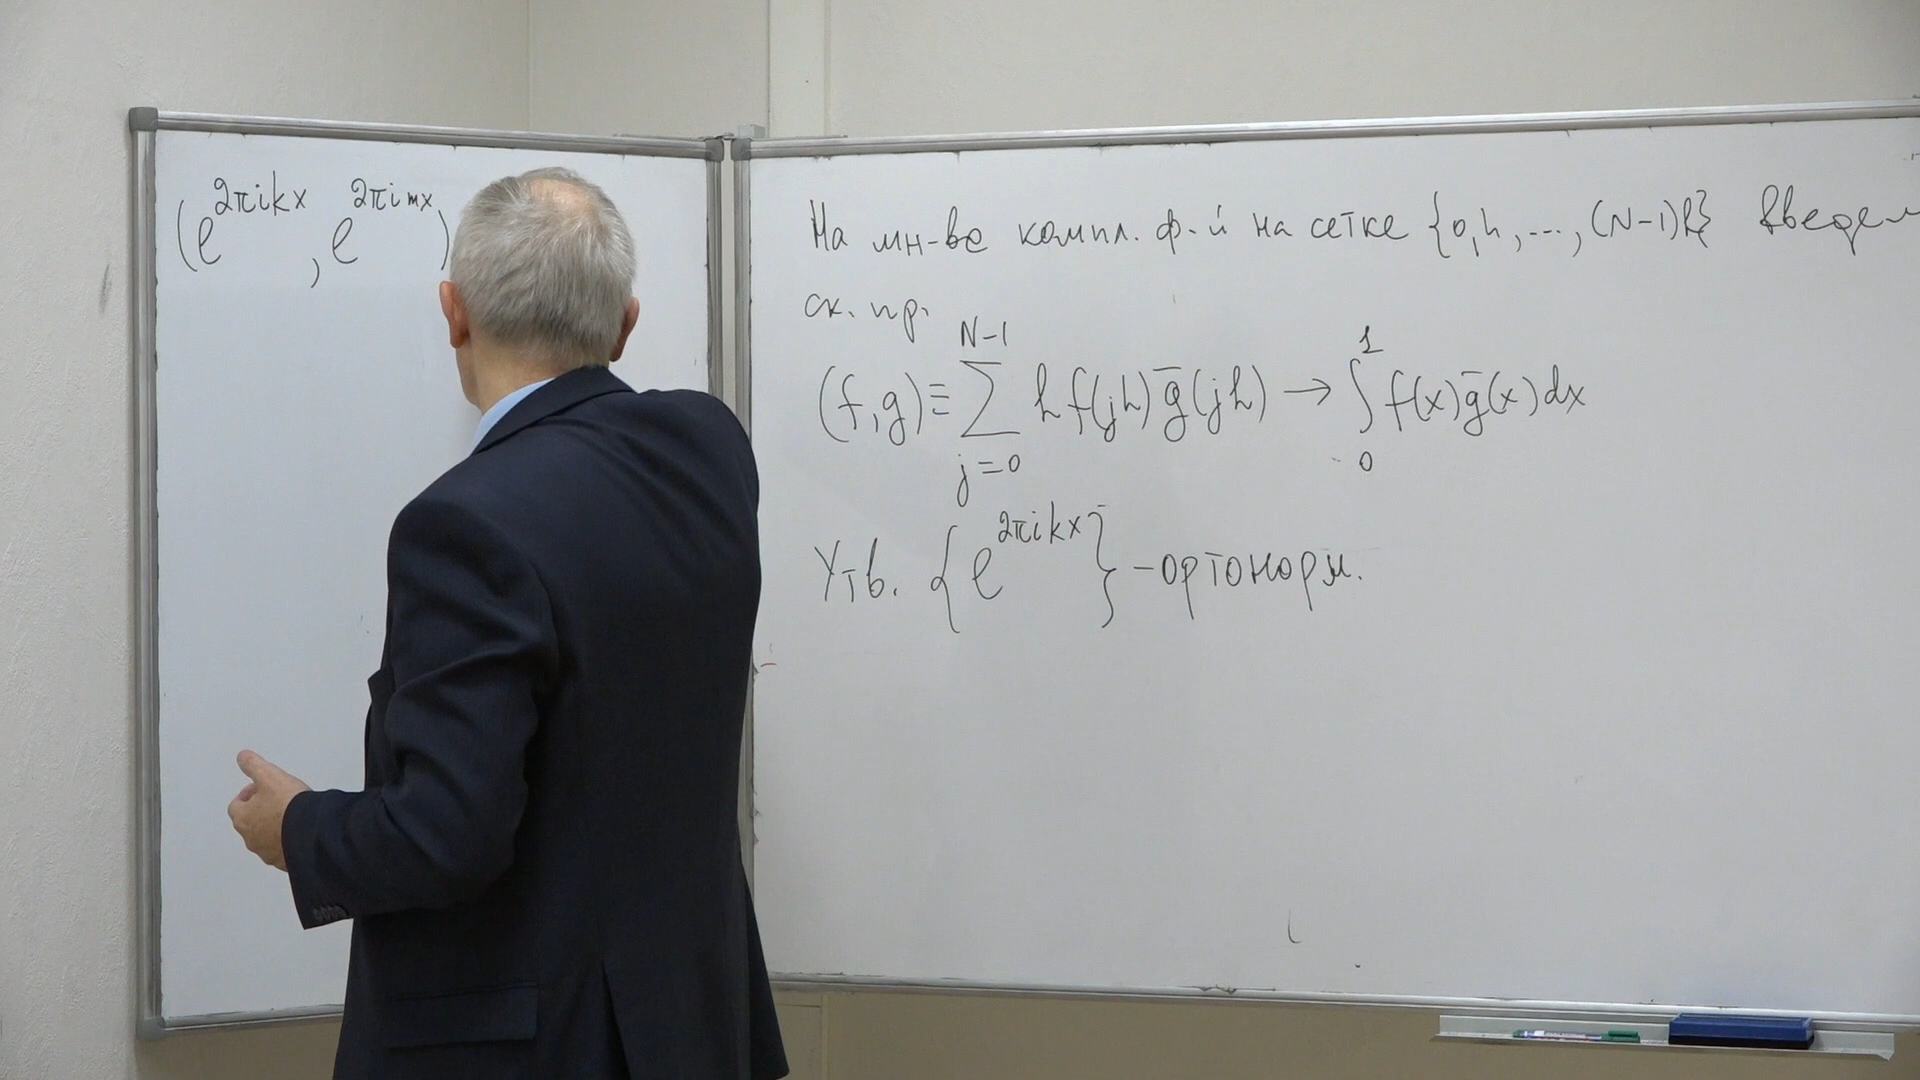 (e^{2πikx}, e^{2πimx})
На мн-ве компл. ф-й на сетке {0,h,...,(N-1)h} введем
ск. пр.
(f,g) ≡ ∑_{j=0}^{N-1} h f(jh) g̅(jh) → ∫_0^1 f(x) g̅(x) dx
Утв. {e^{2πikx}} - ортонорм.